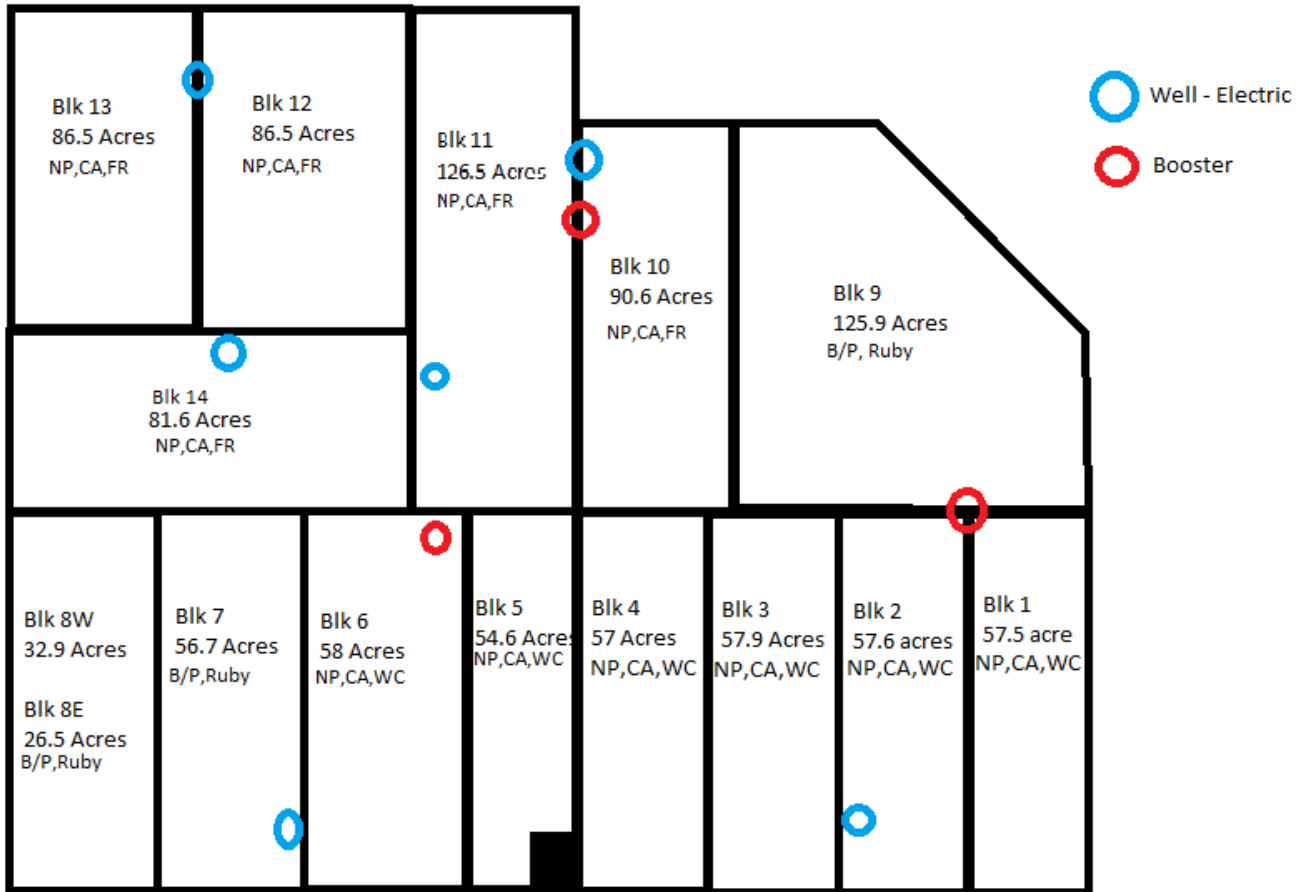 Blk 13
86.5 Acres
NP,CA,FR
Blk 12
86.5 Acres
NP,CA,FR
Blk 11
126.5 Acres
NP,CA,FR
Well - Electric
Booster
Blk 10
90.6 Acres
NP,CA,FR
Blk 9
125.9 Acres
B/P, Ruby
Blk 14
81.6 Acres
NP,CA,FR
Blk 8W
32.9 Acres
Blk 8E
26.5 Acres
B/P,Ruby
Blk 7
56.7 Acres
B/P,Ruby
Blk 6
58 Acres
NP,CA,WC
Blk 5
54.6 Acres
NP,CA,WC
Blk 4
57 Acres
NP,CA,WC
Blk 3
57.9 Acres
NP,CA,WC
Blk 2
57.6 acres
NP,CA,WC
Blk 1
57.5 acre
NP,CA,WC